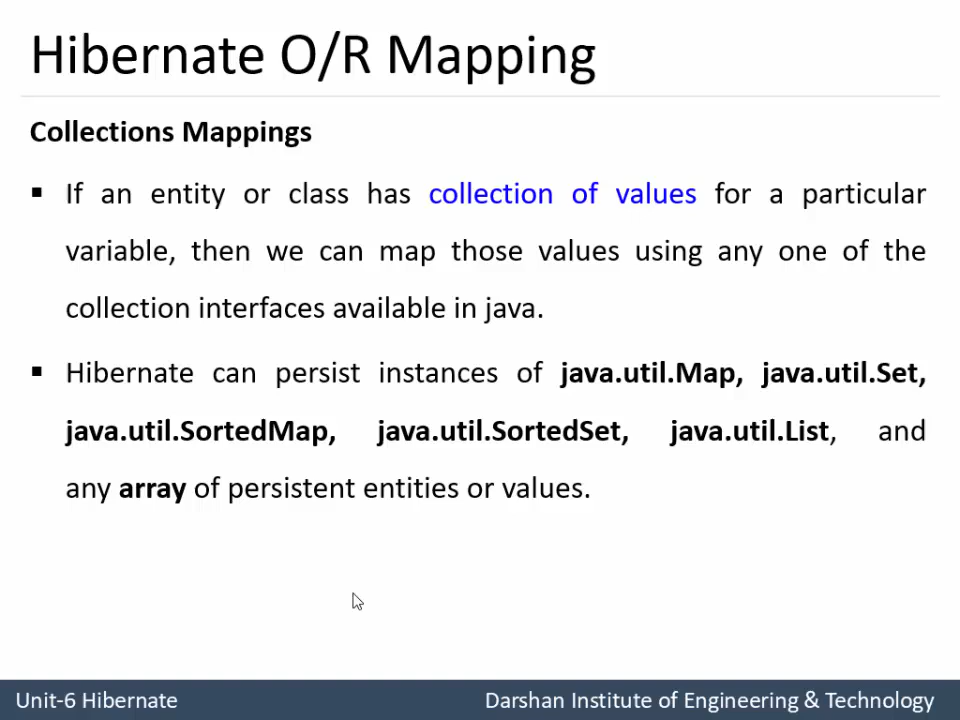 Hibernate O/R Mapping
Collections Mappings
▪ If an entity or class has collection of values for a particular
variable, then we can map those values using any one of the
collection interfaces available in java.
▪ Hibernate can persist instances of java.util.Map, java.util.Set,
java.util.SortedMap, java.util.SortedSet, java.util.List, and
any array of persistent entities or values.
Unit-6 Hibernate
Darshan Institute of Engineering & Technology